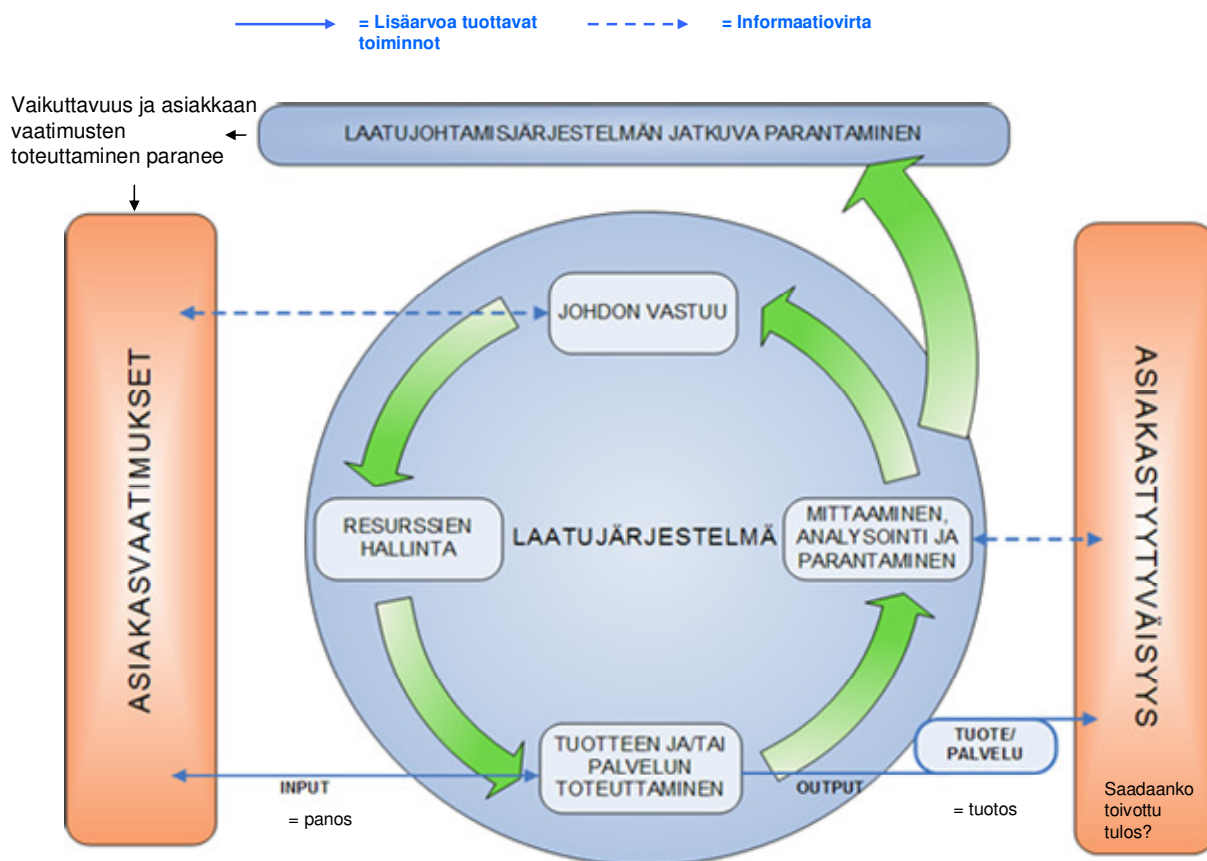 = Lisäarvoa tuottavat
toiminnot
= Informaatiovirta
Vaikuttavuus ja asiakkaan
vaatimusten
toteuttaminen paranee
LAATUJOHTAMISJÄRJESTELMÄN JATKUVA PARANTAMINEN
ASIAKASVAATIMUKSET
JOHDON VASTUU
RESURSSIEN
HALLINTA
LAATUJÄRJESTELMÄ
MITTAAMINEN,
ANALYSOINTI JA
PARANTAMINEN
ASIAKASTYYTYVÄISYYS
TUOTTEEN JA/TAI
PALVELUN
TOTEUTTAMINEN
INPUT
= panos
OUTPUT
= tuotos
TUOTE/
PALVELU
Saadaanko
toivottu
tulos?